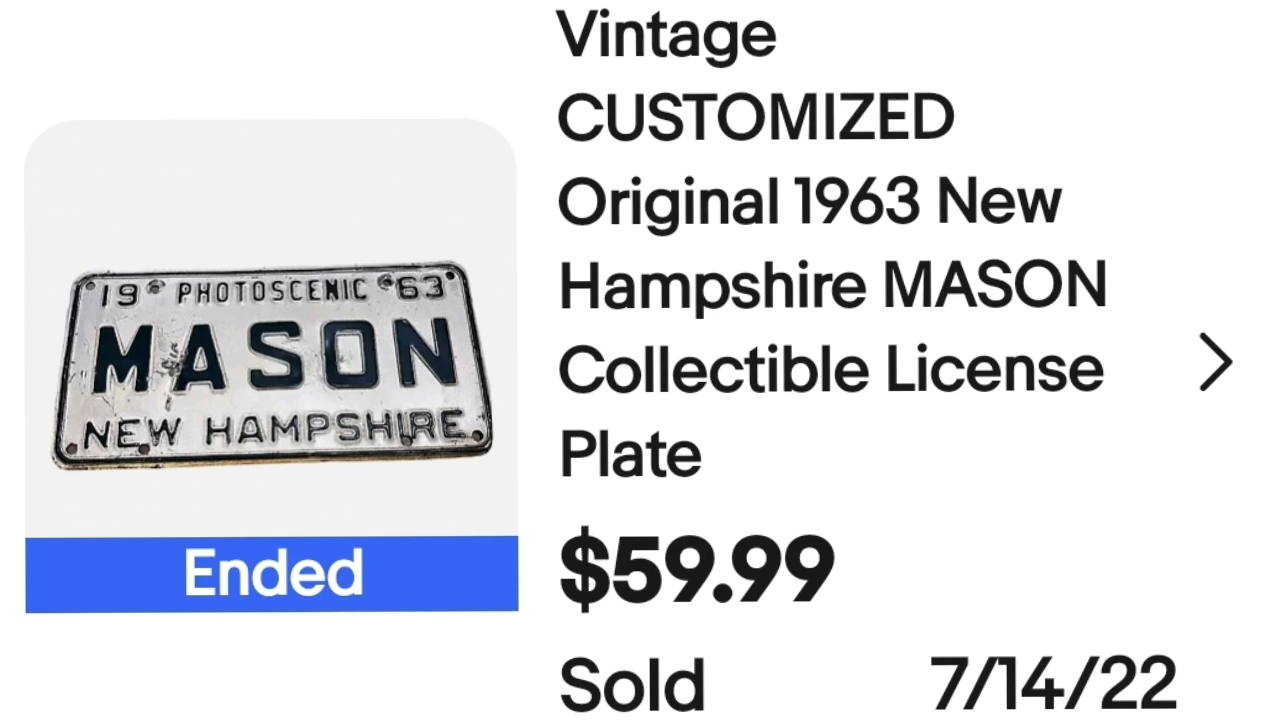 Vintage
CUSTOMIZED
Original 1963 New
Hampshire MASON
Collectible License
Plate
$59.99
Sold 7/14/22
19 PHOTOSCENIC 63
MASON
NEW HAMPSHIRE
Ended